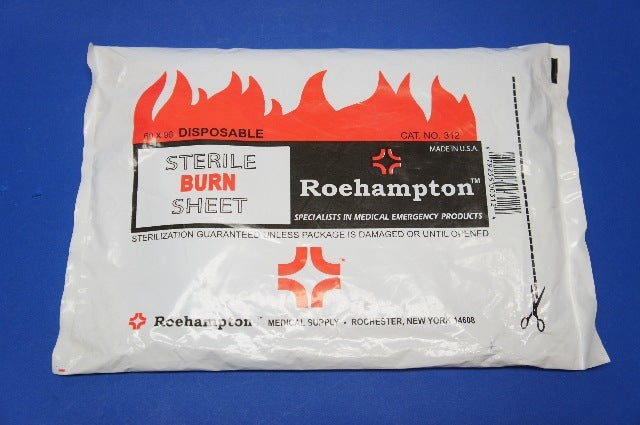 60 X 96 DISPOSABLE CAT. NO. 312
MADE IN U.S.A.
STERILE
BURN
SHEET
Roehampton™
SPECIALISTS IN MEDICAL EMERGENCY PRODUCTS
STERILIZATION GUARANTEED UNLESS PACKAGE IS DAMAGED OR UNTIL OPENED
™
Roehampton™ MEDICAL SUPPLY • ROCHESTER, NEW YORK 14608